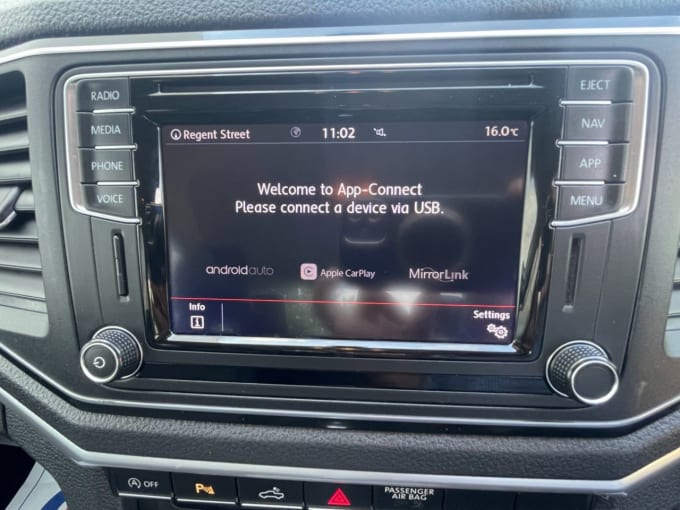 RADIO
MEDIA
PHONE
VOICE
Regent Street 11:02 16.0°C
Welcome to App-Connect
Please connect a device via USB.
androidauto Apple CarPlay MirrorLink
Info
Settings
EJECT
NAV
APP
MENU
A OFF
P
PASSENGER
AIR BAG